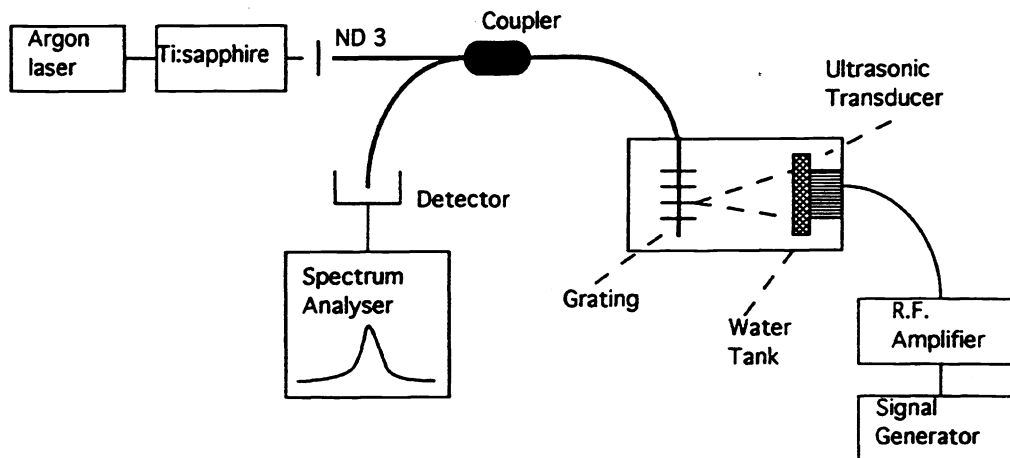 Argon
laser
Ti:sapphire
ND 3
Coupler
Ultrasonic
Transducer
Detector
Spectrum
Analyser
Grating
Water
Tank
R.F.
Amplifier
Signal
Generator